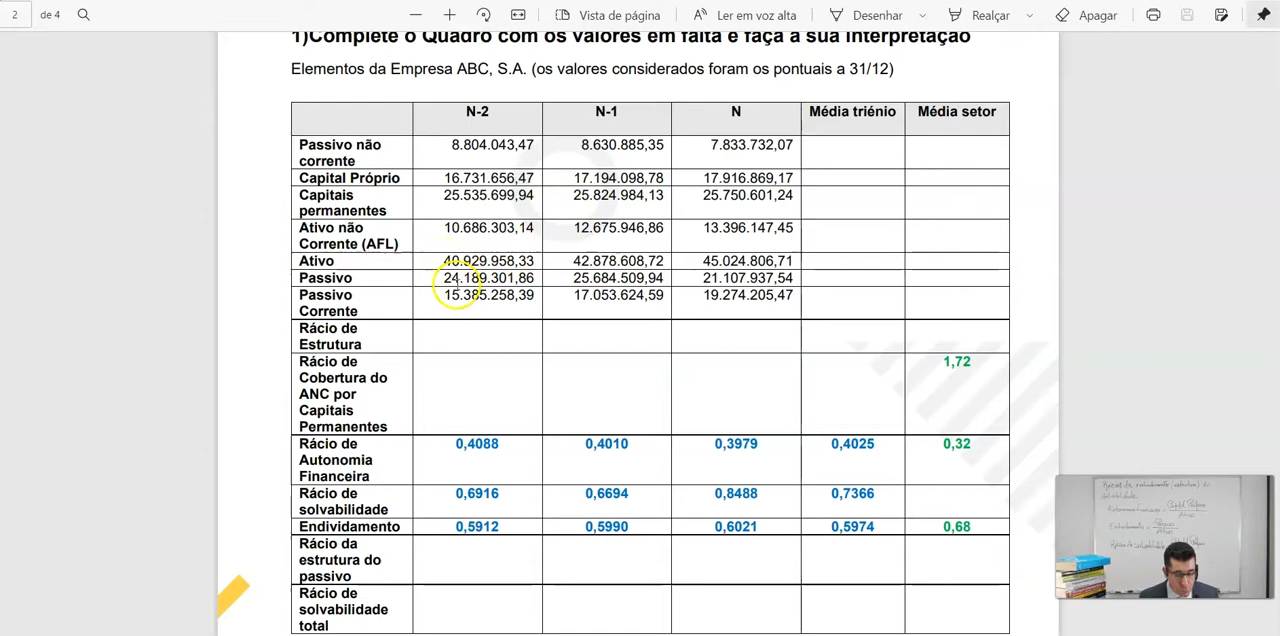 2 de 4 Vista de página Ler em voz alta Desenhar Realçar Apagar
1)Complete o Quadro com os valores em falta e faça a sua interpretação
Elementos da Empresa ABC, S.A. (os valores considerados foram os pontuais a 31/12)
N-2 N-1 N Média triénio Média setor
Passivo não 8.804.043,47 8.630.885,35 7.833.732,07
corrente
Capital Próprio 16.731.656,47 17.194.098,78 17.916.869,17
Capitais 25.535.699,94 25.824.984,13 25.750.601,24
permanentes
Ativo não 10.686.303,14 12.675.946,86 13.396.147,45
Corrente (AFL)
Ativo 40.929.958,33 42.878.608,72 45.024.806,71
Passivo 24.189.301,86 25.684.509,94 21.107.937,54
Passivo 15.385.258,39 17.053.624,59 19.274.205,47
Corrente
Rácio de
Estrutura
Rácio de 1,72
Cobertura do
ANC por
Capitais
Permanentes
Rácio de 0,4088 0,4010 0,3979 0,4025 0,32
Autonomia
Financeira
Rácio de 0,6916 0,6694 0,8488 0,7366
solvabilidade
Endividamento 0,5912 0,5990 0,6021 0,5974 0,68
Rácio da
estrutura do
passivo
Rácio de
solvabilidade
total